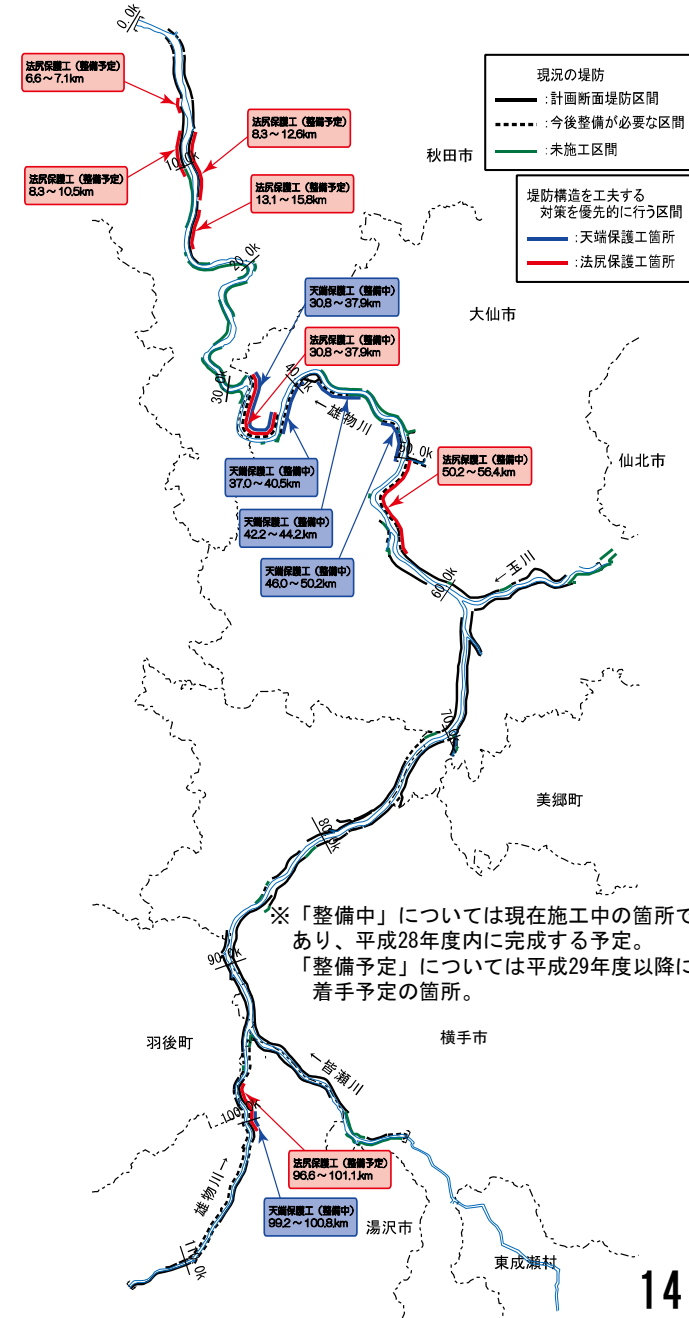 0.0k
法尻保護工（整備予定）
6.6～7.1km
法尻保護工（整備予定）
8.3～12.6km
10.0k
法尻保護工（整備予定）
8.3～10.5km
法尻保護工（整備予定）
13.1～15.8km
現況の堤防
:計画断面堤防区間
:今後整備が必要な区間
:未施工区間
堤防構造を工夫する
対策を優先的に行う区間
:天端保護工箇所
:法尻保護工箇所
秋田市
20.0k
大仙市
天端保護工（整備中）
30.8～37.9km
法尻保護工（整備中）
30.8～37.9km
30.0k
40.0k
←雄物川
50.0k
仙北市
天端保護工（整備中）
37.0～40.5km
法尻保護工（整備中）
50.2～56.4km
天端保護工（整備中）
42.2～44.2km
天端保護工（整備中）
46.0～50.2km
←玉川
60.0k
70.0k
美郷町
80.0k
※「整備中」については現在施工中の箇所で
あり、平成28年度内に完成する予定。
「整備予定」については平成29年度以降に
着手予定の箇所。
90.0k
羽後町
横手市
←皆瀬川
100.0k
法尻保護工（整備予定）
96.6～101.1km
雄物川→
天端保護工（整備中）
99.2～100.8km
湯沢市
110.0k
東成瀬村
14